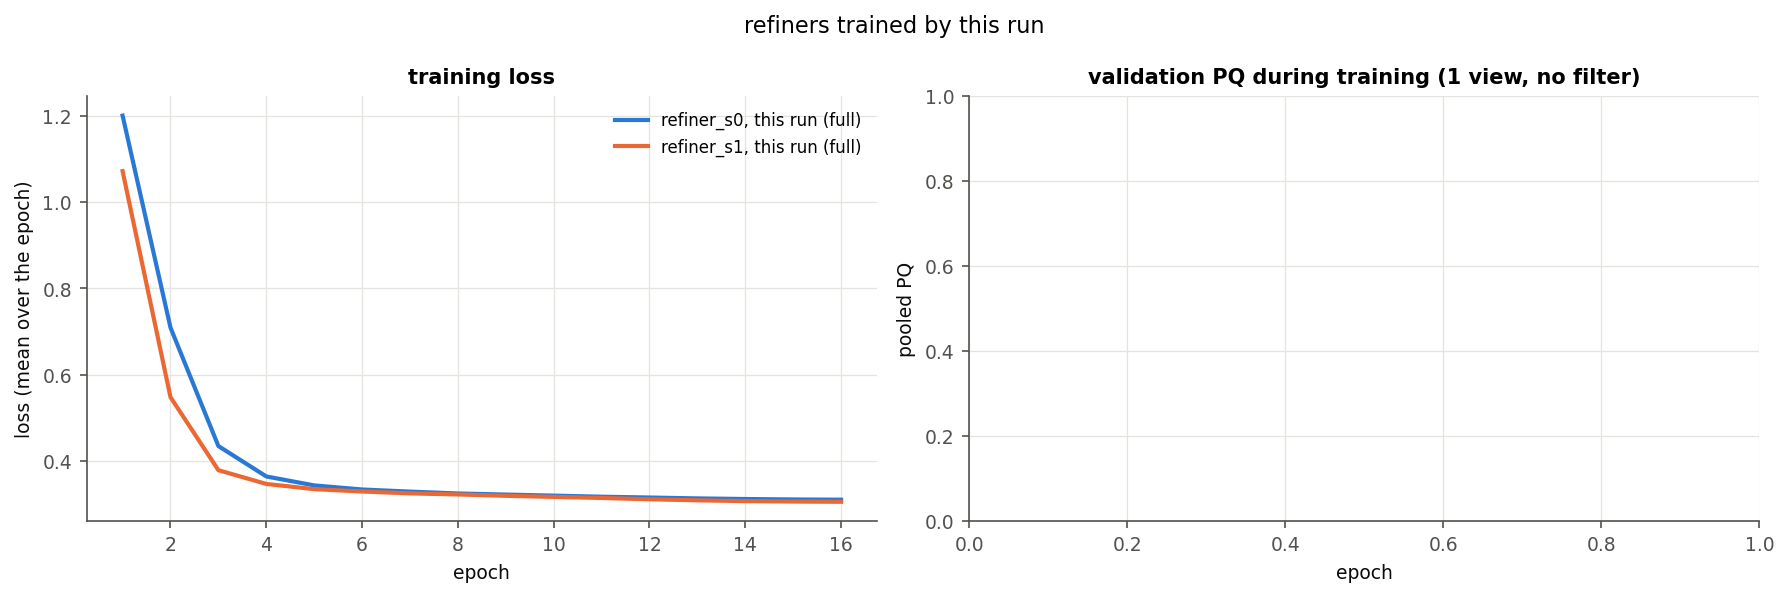 refiners trained by this run
training loss
loss (mean over the epoch)
1.2
1.0
0.8
0.6
0.4
refiner_s0, this run (full)
refiner_s1, this run (full)
2 4 6 8 10 12 14 16
epoch
validation PQ during training (1 view, no filter)
pooled PQ
1.0
0.8
0.6
0.4
0.2
0.0
0.0 0.2 0.4 0.6 0.8 1.0
epoch